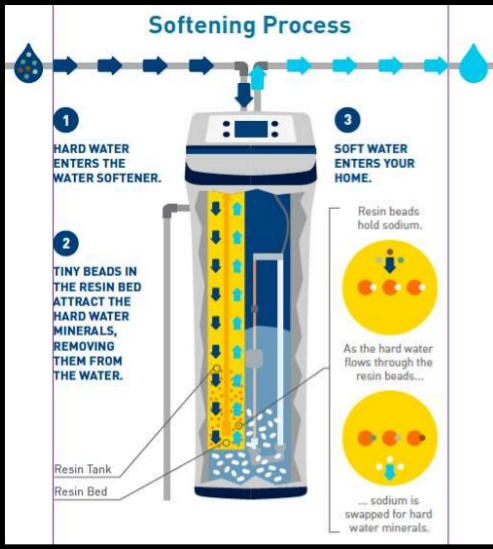 Softening Process
1
HARD WATER
ENTERS THE
WATER SOFTENER.
2
TINY BEADS IN
THE RESIN BED
ATTRACT THE
HARD WATER
MINERALS,
REMOVING
THEM FROM
THE WATER.
Resin Tank
Resin Bed
3
SOFT WATER
ENTERS YOUR
HOME.
Resin beads
hold sodium.
As the hard water
flows through the
resin beads...
... sodium is
swapped for hard
water minerals.